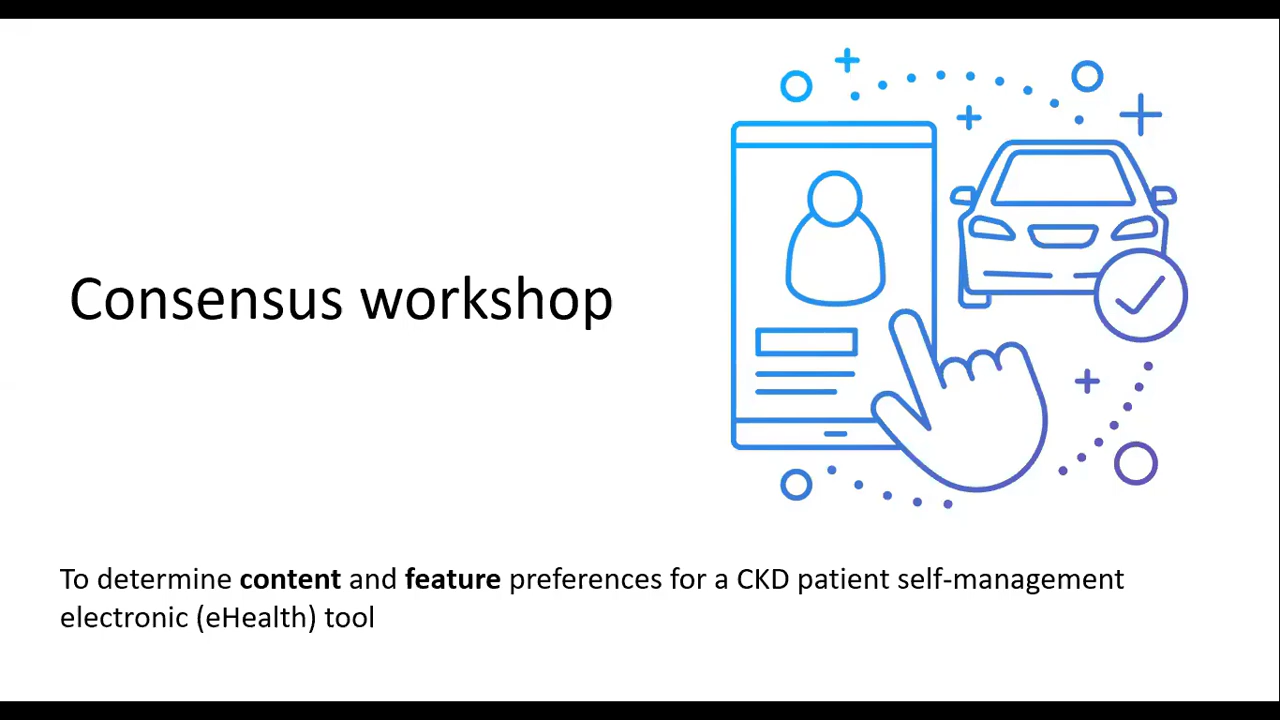 Consensus workshop
To determine content and feature preferences for a CKD patient self-management
electronic (eHealth) tool